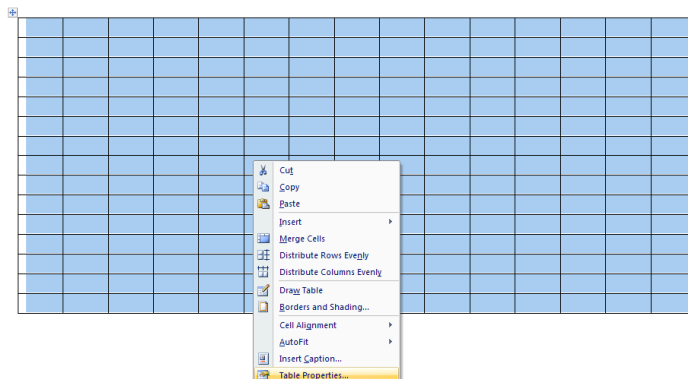 Cut
Copy
Paste
Insert
Merge Cells
Distribute Rows Evenly
Distribute Columns Evenly
Draw Table
Borders and Shading...
Cell Alignment
AutoFit
Insert Caption...
Table Properties...